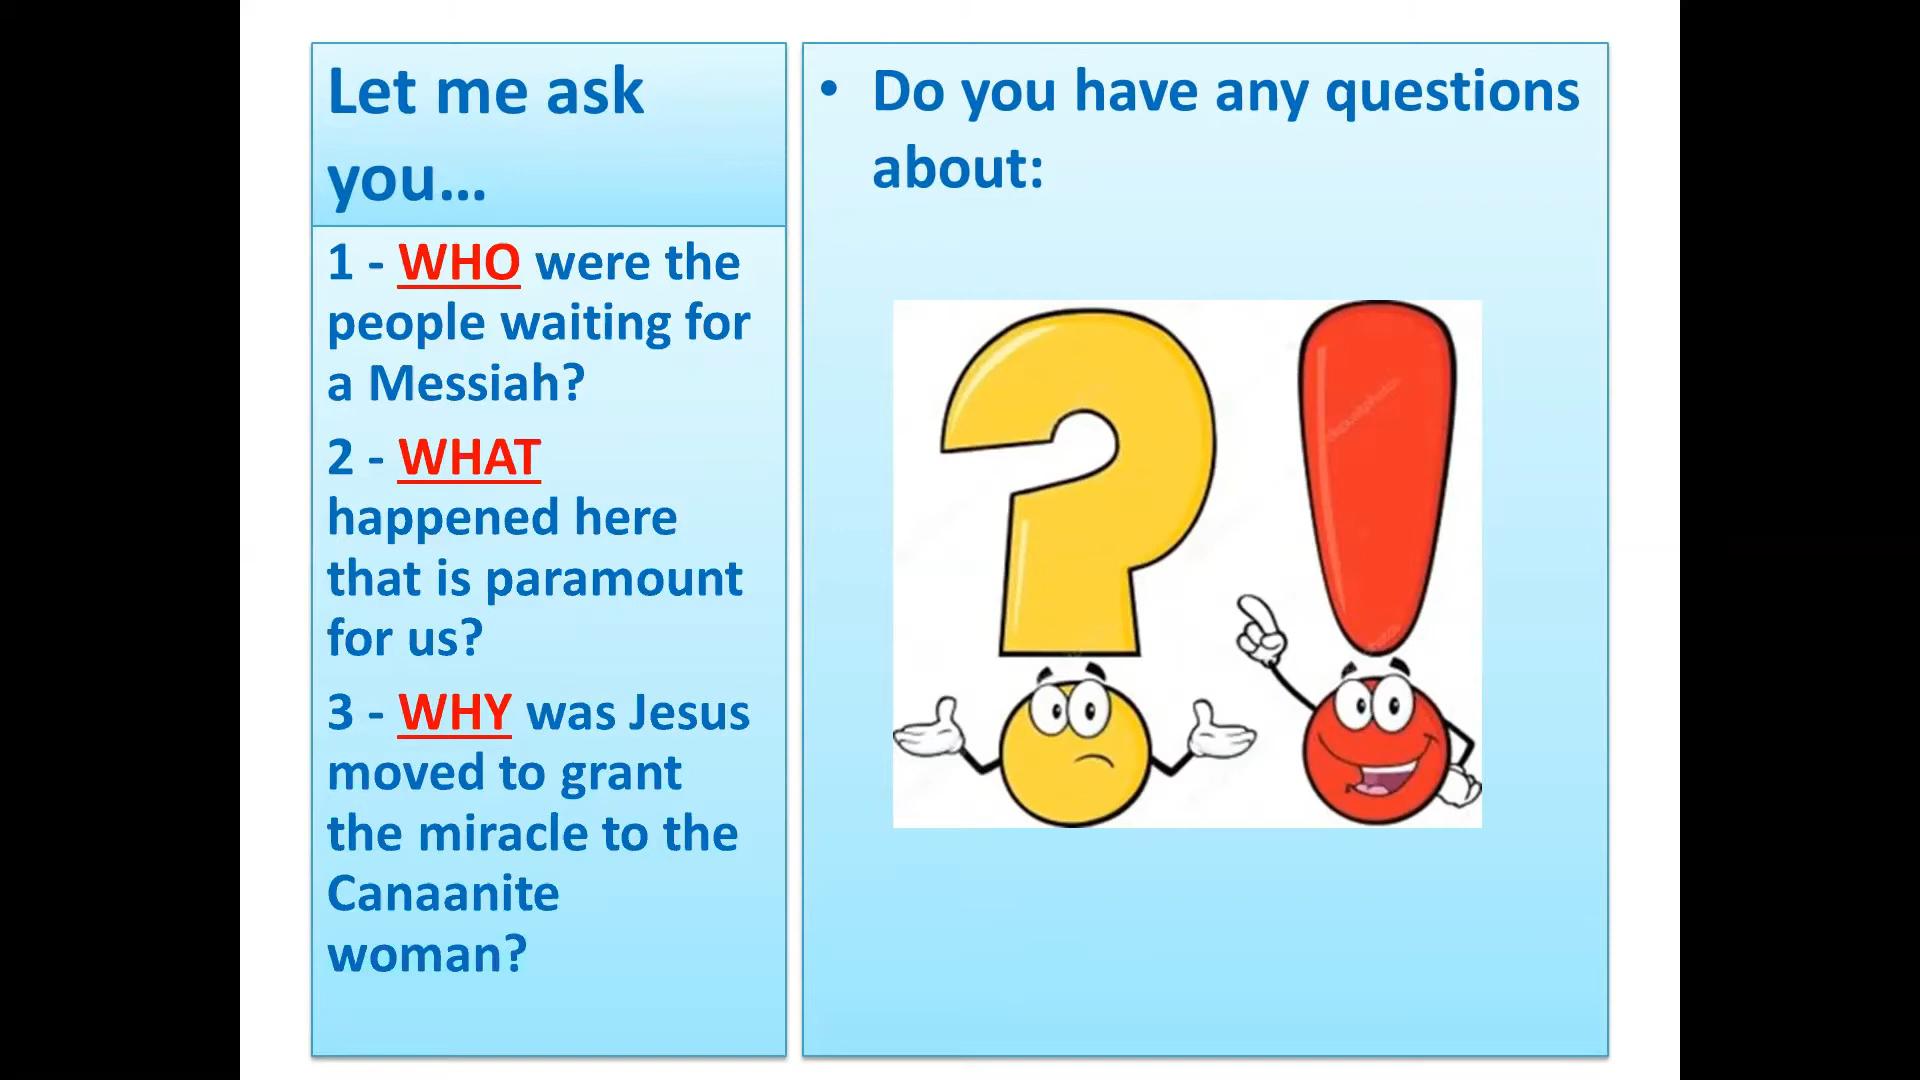 Let me ask
you…
1 - WHO were the
people waiting for
a Messiah?
2 - WHAT
happened here
that is paramount
for us?
3 - WHY was Jesus
moved to grant
the miracle to the
Canaanite
woman?
• Do you have any questions
about:
depositphotos